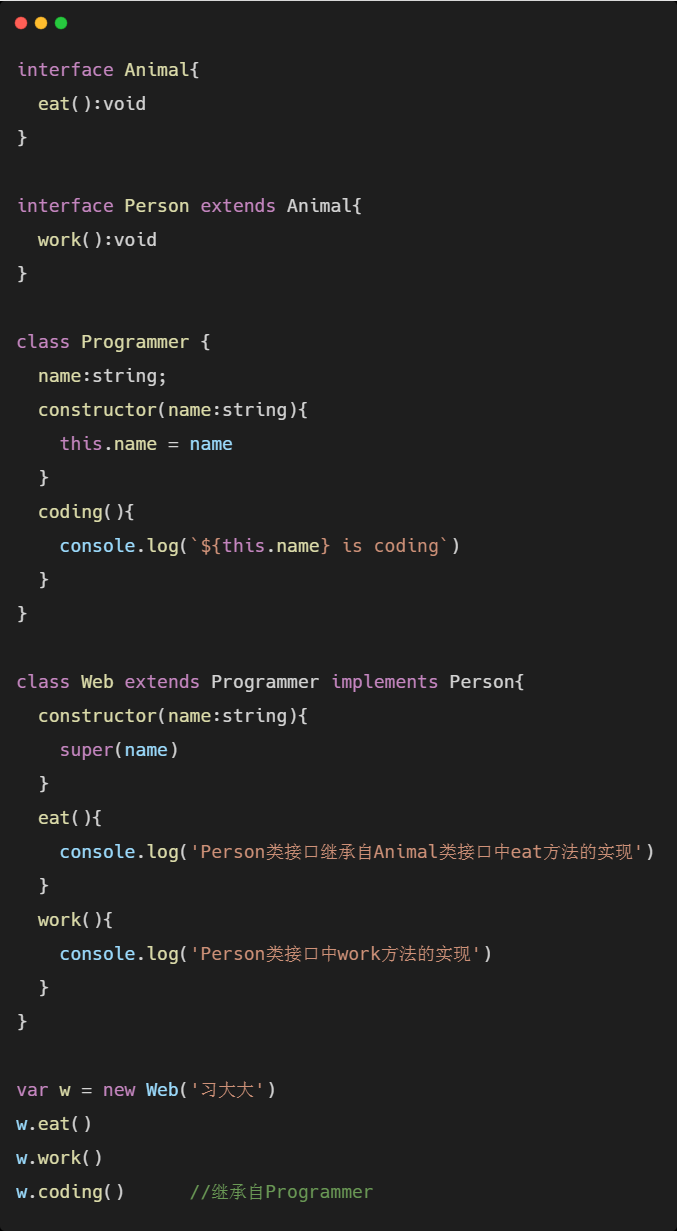 interface Animal{
  eat():void
}

interface Person extends Animal{
  work():void
}

class Programmer {
  name:string;
  constructor(name:string){
    this.name = name
  }
  coding(){
    console.log(`${this.name} is coding`)
  }
}

class Web extends Programmer implements Person{
  constructor(name:string){
    super(name)
  }
  eat(){
    console.log('Person类接口继承自Animal类接口中eat方法的实现')
  }
  work(){
    console.log('Person类接口中work方法的实现')
  }
}

var w = new Web('习大大')
w.eat()
w.work()
w.coding()      //继承自Programmer